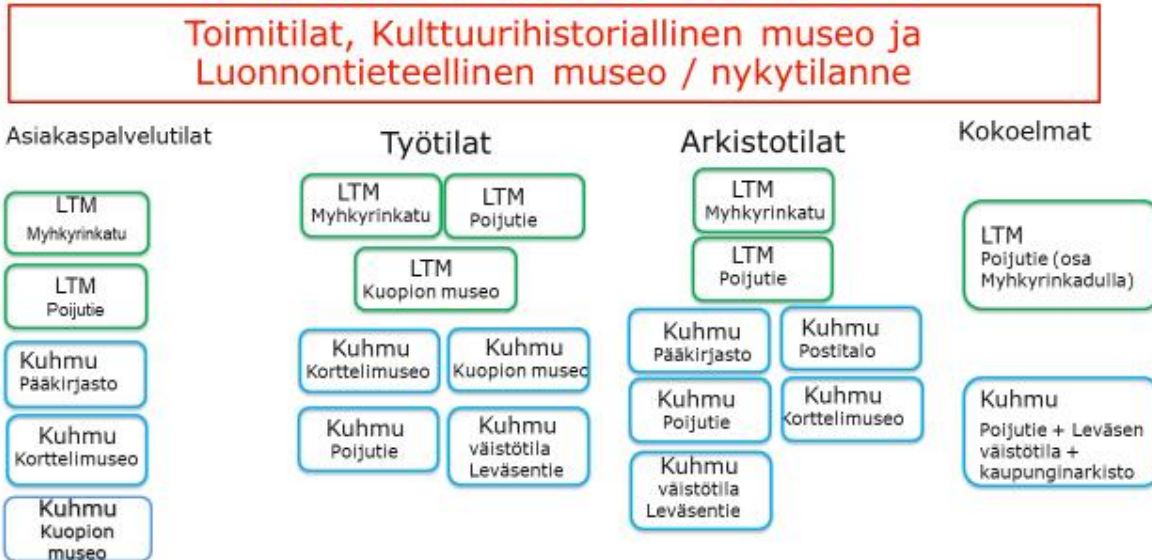 Toimitilat, Kulttuurihistoriallinen museo ja
Luonnontieteellinen museo / nykytilanne
Asiakaspalvelutilat
LTM
Myhkyrinkatu
LTM
Poijutie
Kuhmu
Pääkirjasto
Kuhmu
Korttelimuseo
Kuhmu
Kuopion
museo
Työtilat
LTM
Myhkyrinkatu
LTM
Poijutie
LTM
Kuopion museo
Kuhmu
Korttelimuseo
Kuhmu
Kuopion museo
Kuhmu
Poijutie
Kuhmu
väistötila
Leväsentie
Arkistotilat
LTM
Myhkyrinkatu
LTM
Poijutie
Kuhmu
Pääkirjasto
Kuhmu
Postitalo
Kuhmu
Poijutie
Kuhmu
Korttelimuseo
Kuhmu
väistötila
Leväsentie
Kokoelmat
LTM
Poijutie (osa
Myhkyrinkadulla)
Kuhmu
Poijutie + Leväsen
väistötila +
kaupunginarkisto